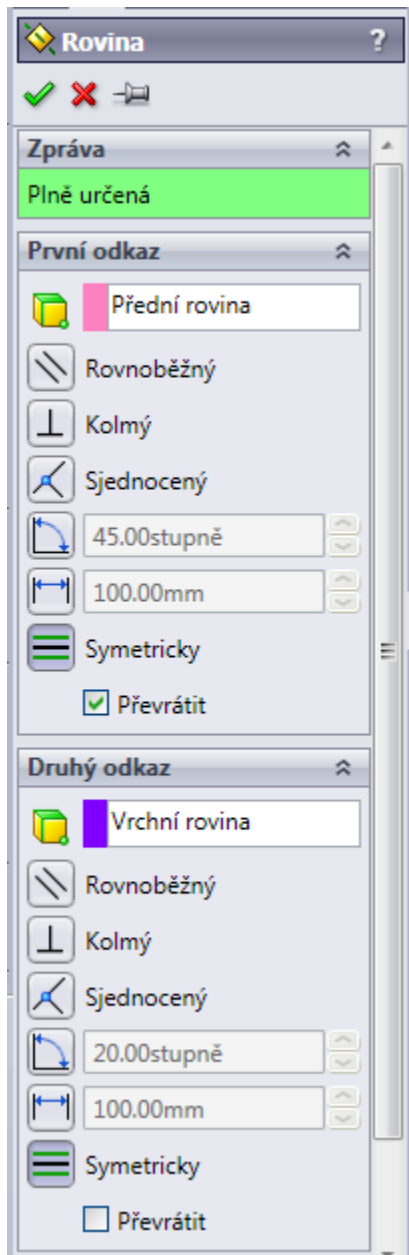 Rovina ?
Zpráva
Plně určená
První odkaz
Přední rovina
Rovnoběžný
Kolmý
Sjednocený
45.00stupně
100.00mm
Symetricky
Převrátit
Druhý odkaz
Vrchní rovina
Rovnoběžný
Kolmý
Sjednocený
20.00stupně
100.00mm
Symetricky
Převrátit